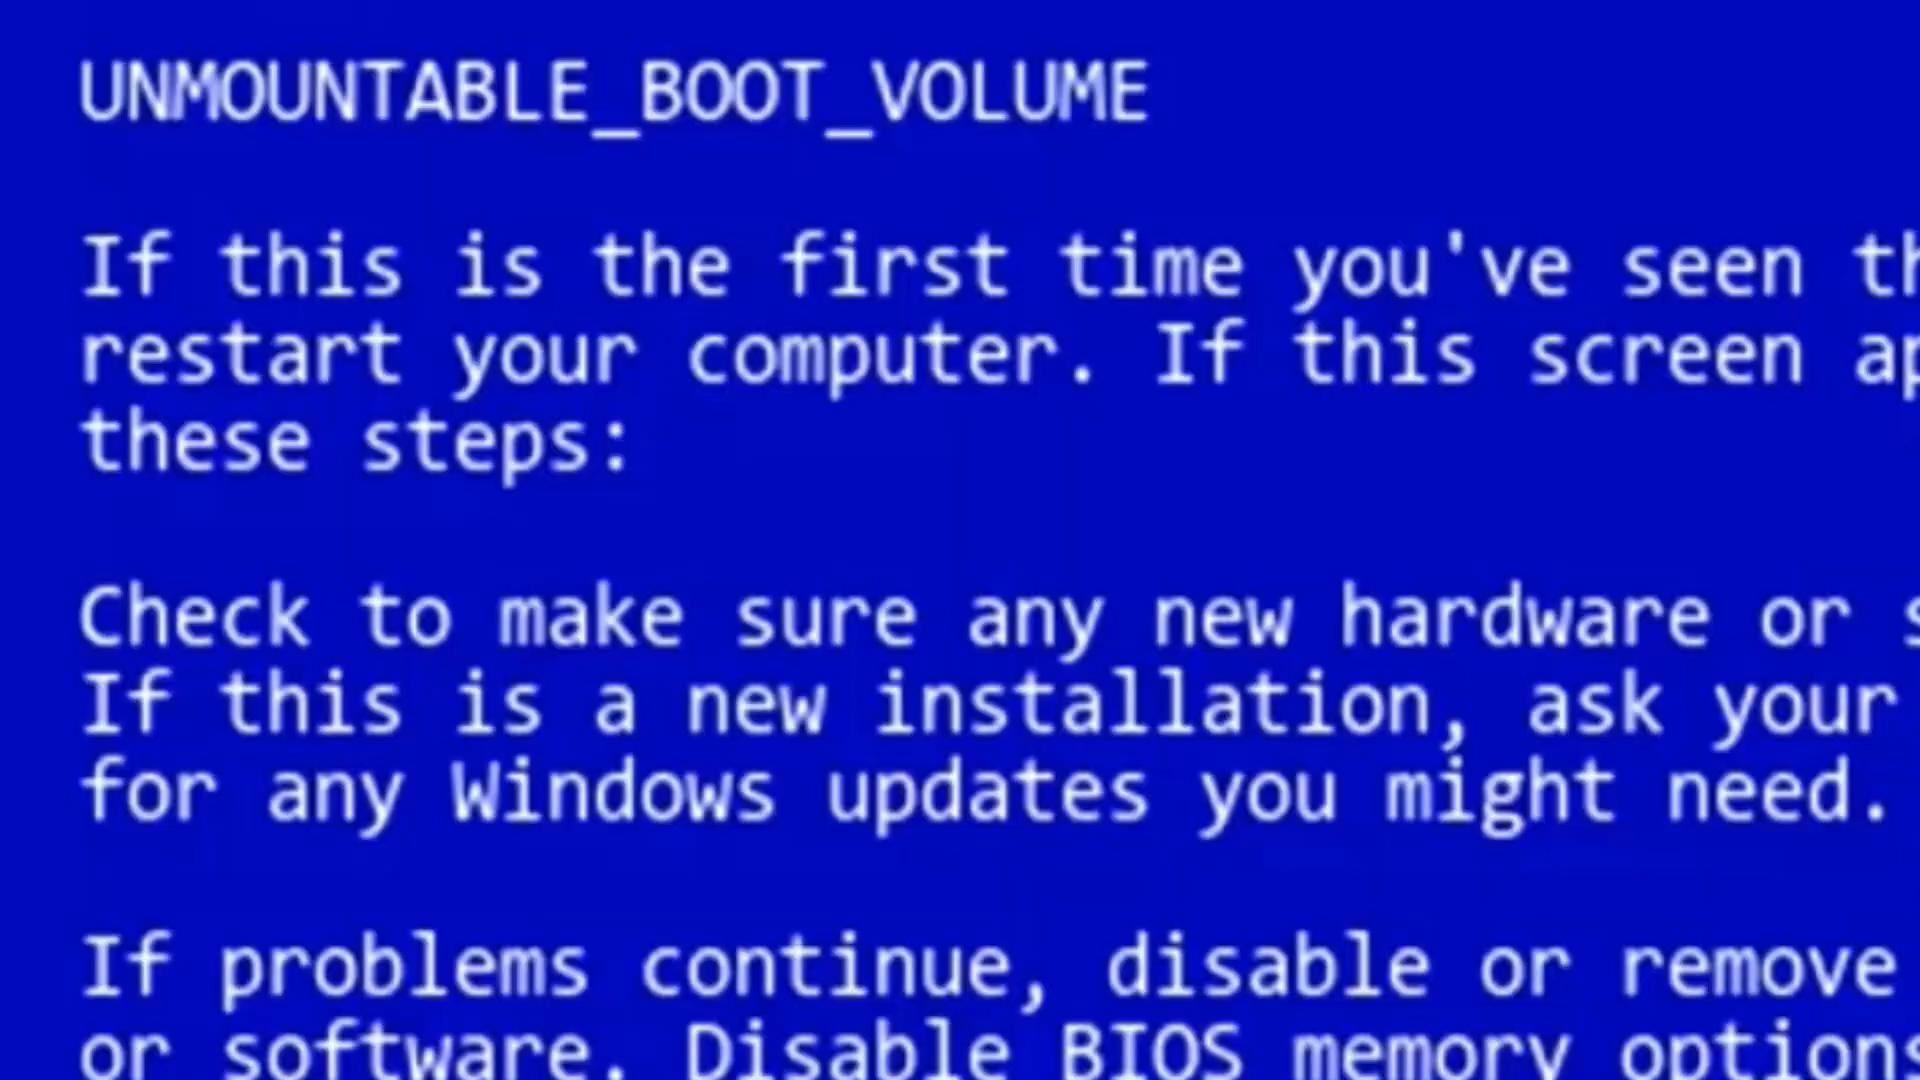 UNMOUNTABLE_BOOT_VOLUME
If this is the first time you've seen
restart your computer. If this screen
these steps:
Check to make sure any new hardware or
If this is a new installation, ask your
for any Windows updates you might need.
If problems continue, disable or remove
or software. Disable BIOS memory options